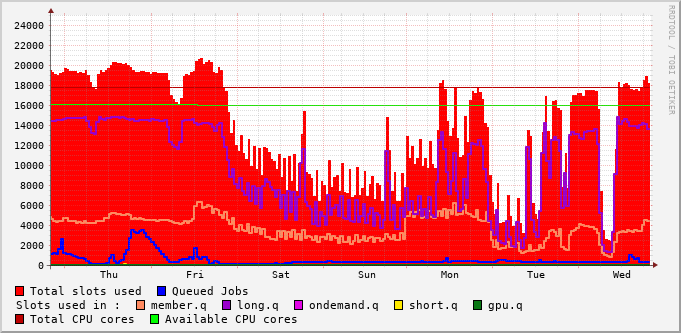 24000
22000
20000
18000
16000
14000
12000
10000
8000
6000
4000
2000
0
Thu Fri Sat Sun Mon Tue Wed
RRDTOOL / TOBI OETIKER
Total slots used Queued Jobs
Slots used in : member.q long.q ondemand.q short.q gpu.q
Total CPU cores Available CPU cores